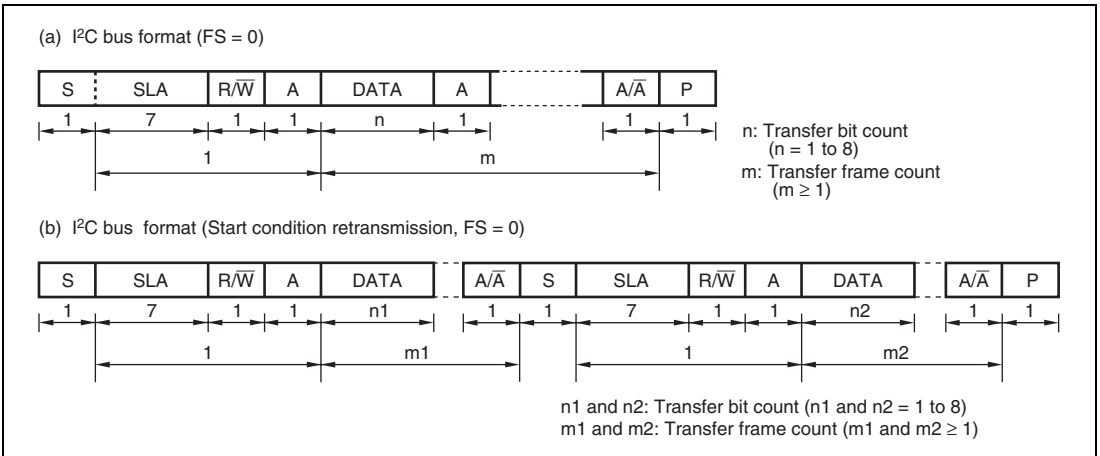 (a) I²C bus format (FS = 0)
S SLA R/W̅ A DATA A A/A̅ P
1 7 1 1 n 1 1 1
1 m
n: Transfer bit count
(n = 1 to 8)
m: Transfer frame count
(m ≥ 1)
(b) I²C bus format (Start condition retransmission, FS = 0)
S SLA R/W̅ A DATA A/A̅ S SLA R/W̅ A DATA A/A̅ P
1 7 1 1 n1 1 1 7 1 1 n2 1 1
1 m1 1 m2
n1 and n2: Transfer bit count (n1 and n2 = 1 to 8)
m1 and m2: Transfer frame count (m1 and m2 ≥ 1)